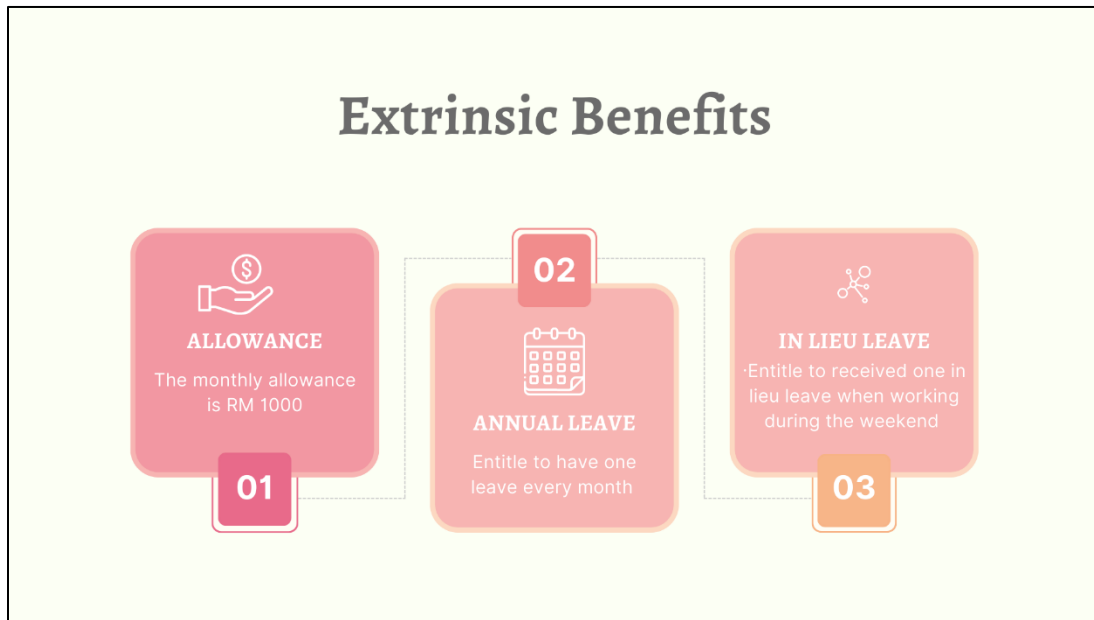 Extrinsic Benefits
ALLOWANCE
The monthly allowance
is RM 1000
01
02
ANNUAL LEAVE
Entitle to have one
leave every month
IN LIEU LEAVE
·Entitle to received one in
lieu leave when working
during the weekend
03